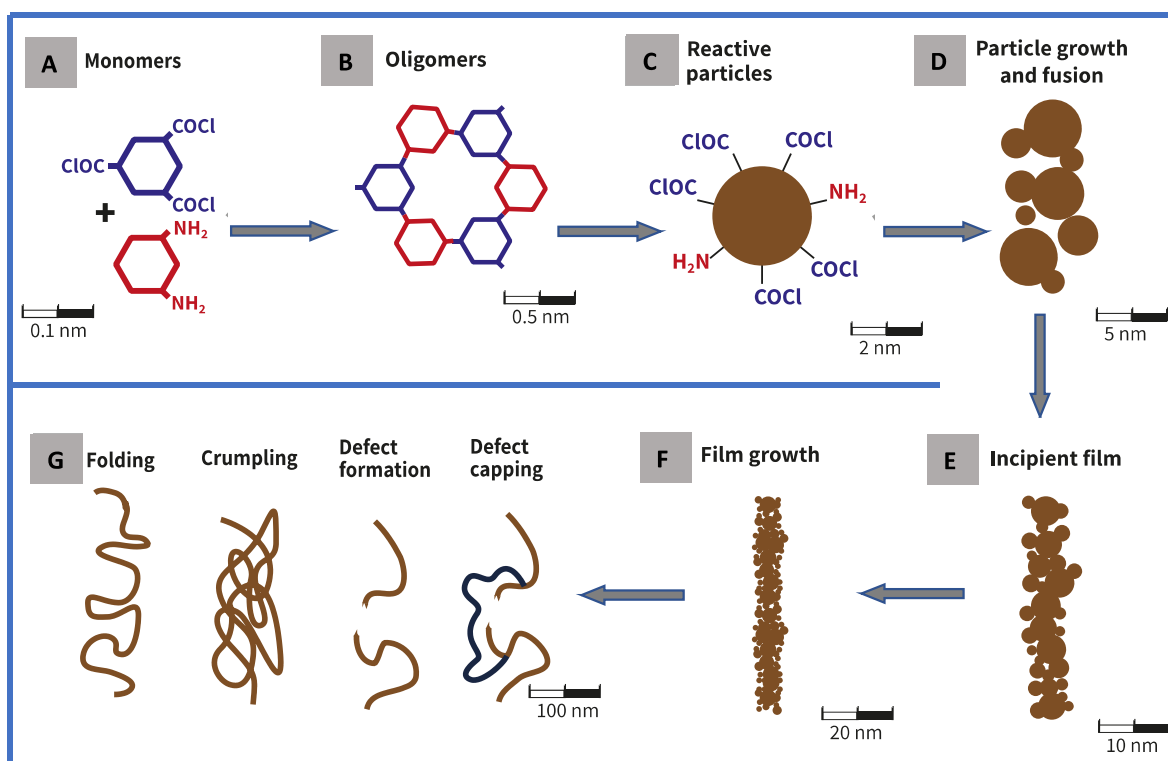 A Monomers
COCl
ClOC
COCl
+
NH2
NH2
0.1 nm
B Oligomers
0.5 nm
C Reactive
particles
ClOC
COCl
ClOC
NH2
H2N
COCl
COCl
2 nm
D Particle growth
and fusion
5 nm
E Incipient film
10 nm
F Film growth
20 nm
G Folding
Crumpling
Defect
formation
Defect
capping
100 nm